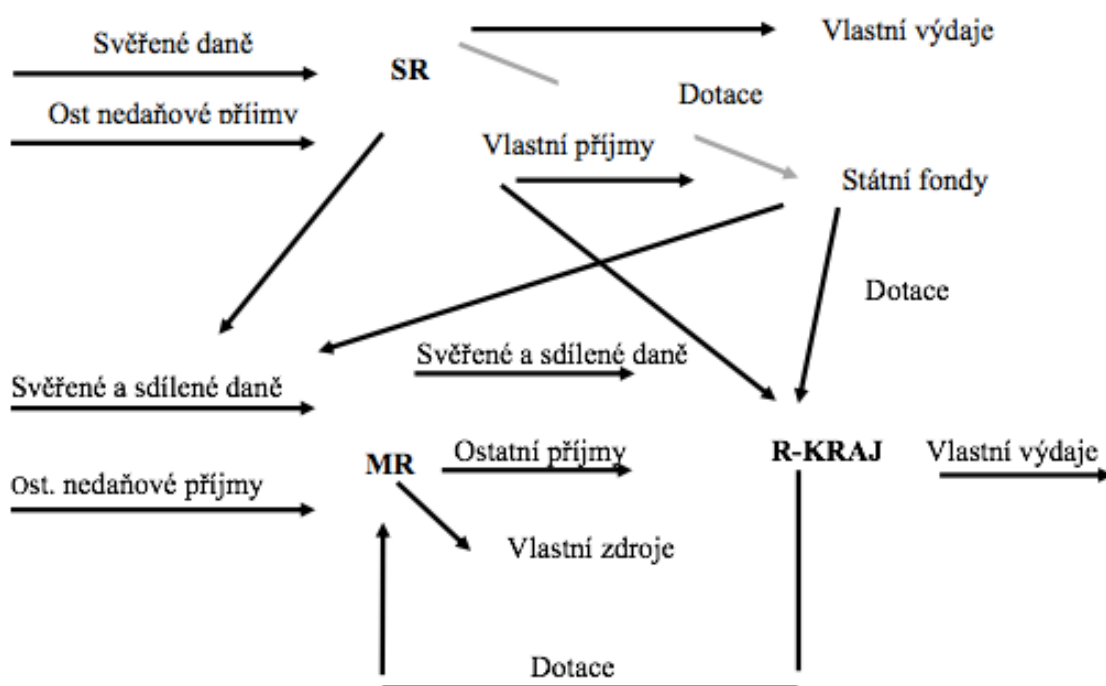 Vlastní výdaje
Svěřené daně
SR
Dotace
Ost nedaňové příjmy
Vlastní příjmy
Státní fondy
Dotace
Svěřené a sdílené daně
Svěřené a sdílené daně
MR
Ostatní příjmy
R-KRAJ
Vlastní výdaje
Ost. nedaňové příjmy
Vlastní zdroje
Dotace